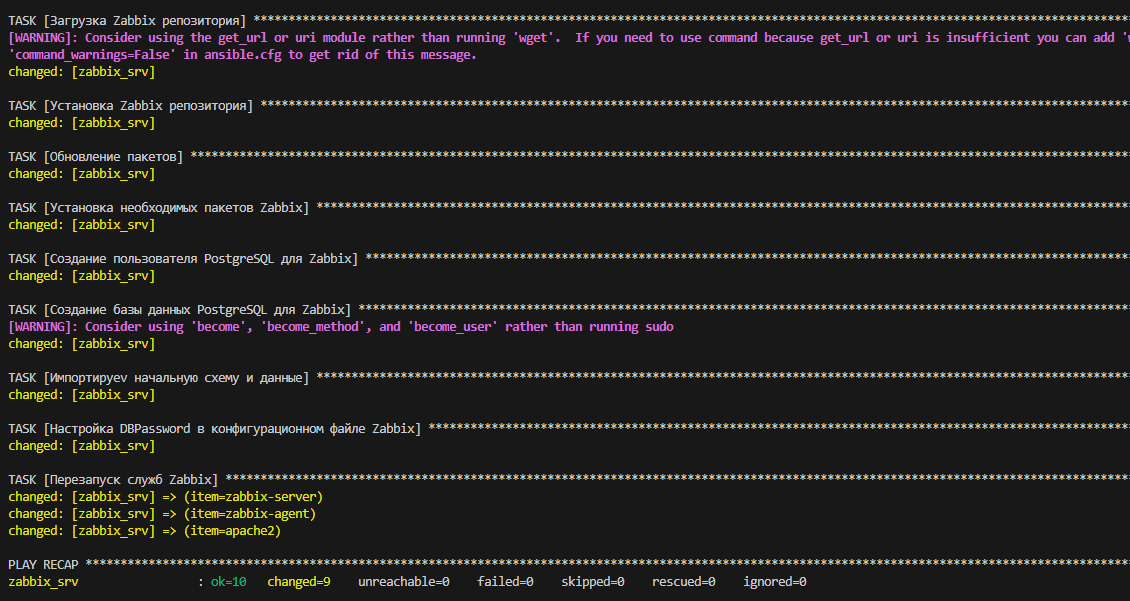 TASK [Загрузка Zabbix репозитория] ****************************************************************************************************************************
[WARNING]: Consider using the get_url or uri module rather than running 'wget'.  If you need to use command because get_url or uri is insufficient you can add
'command_warnings=False' in ansible.cfg to get rid of this message.
changed: [zabbix_srv]
TASK [Установка Zabbix репозитория] ***************************************************************************************************************************
changed: [zabbix_srv]
TASK [Обновление пакетов] *************************************************************************************************************************************
changed: [zabbix_srv]
TASK [Установка необходимых пакетов Zabbix] *******************************************************************************************************************
changed: [zabbix_srv]
TASK [Создание пользователя PostgreSQL для Zabbix] ************************************************************************************************************
changed: [zabbix_srv]
TASK [Создание базы данных PostgreSQL для Zabbix] *************************************************************************************************************
[WARNING]: Consider using 'become', 'become_method', and 'become_user' rather than running sudo
changed: [zabbix_srv]
TASK [Импортируеv начальную схему и данные] *******************************************************************************************************************
changed: [zabbix_srv]
TASK [Настройка DBPassword в конфигурационном файле Zabbix] ***************************************************************************************************
changed: [zabbix_srv]
TASK [Перезапуск служб Zabbix] ********************************************************************************************************************************
changed: [zabbix_srv] => (item=zabbix-server)
changed: [zabbix_srv] => (item=zabbix-agent)
changed: [zabbix_srv] => (item=apache2)
PLAY RECAP ****************************************************************************************************************************************************
zabbix_srv                 : ok=10   changed=9    unreachable=0    failed=0    skipped=0    rescued=0    ignored=0